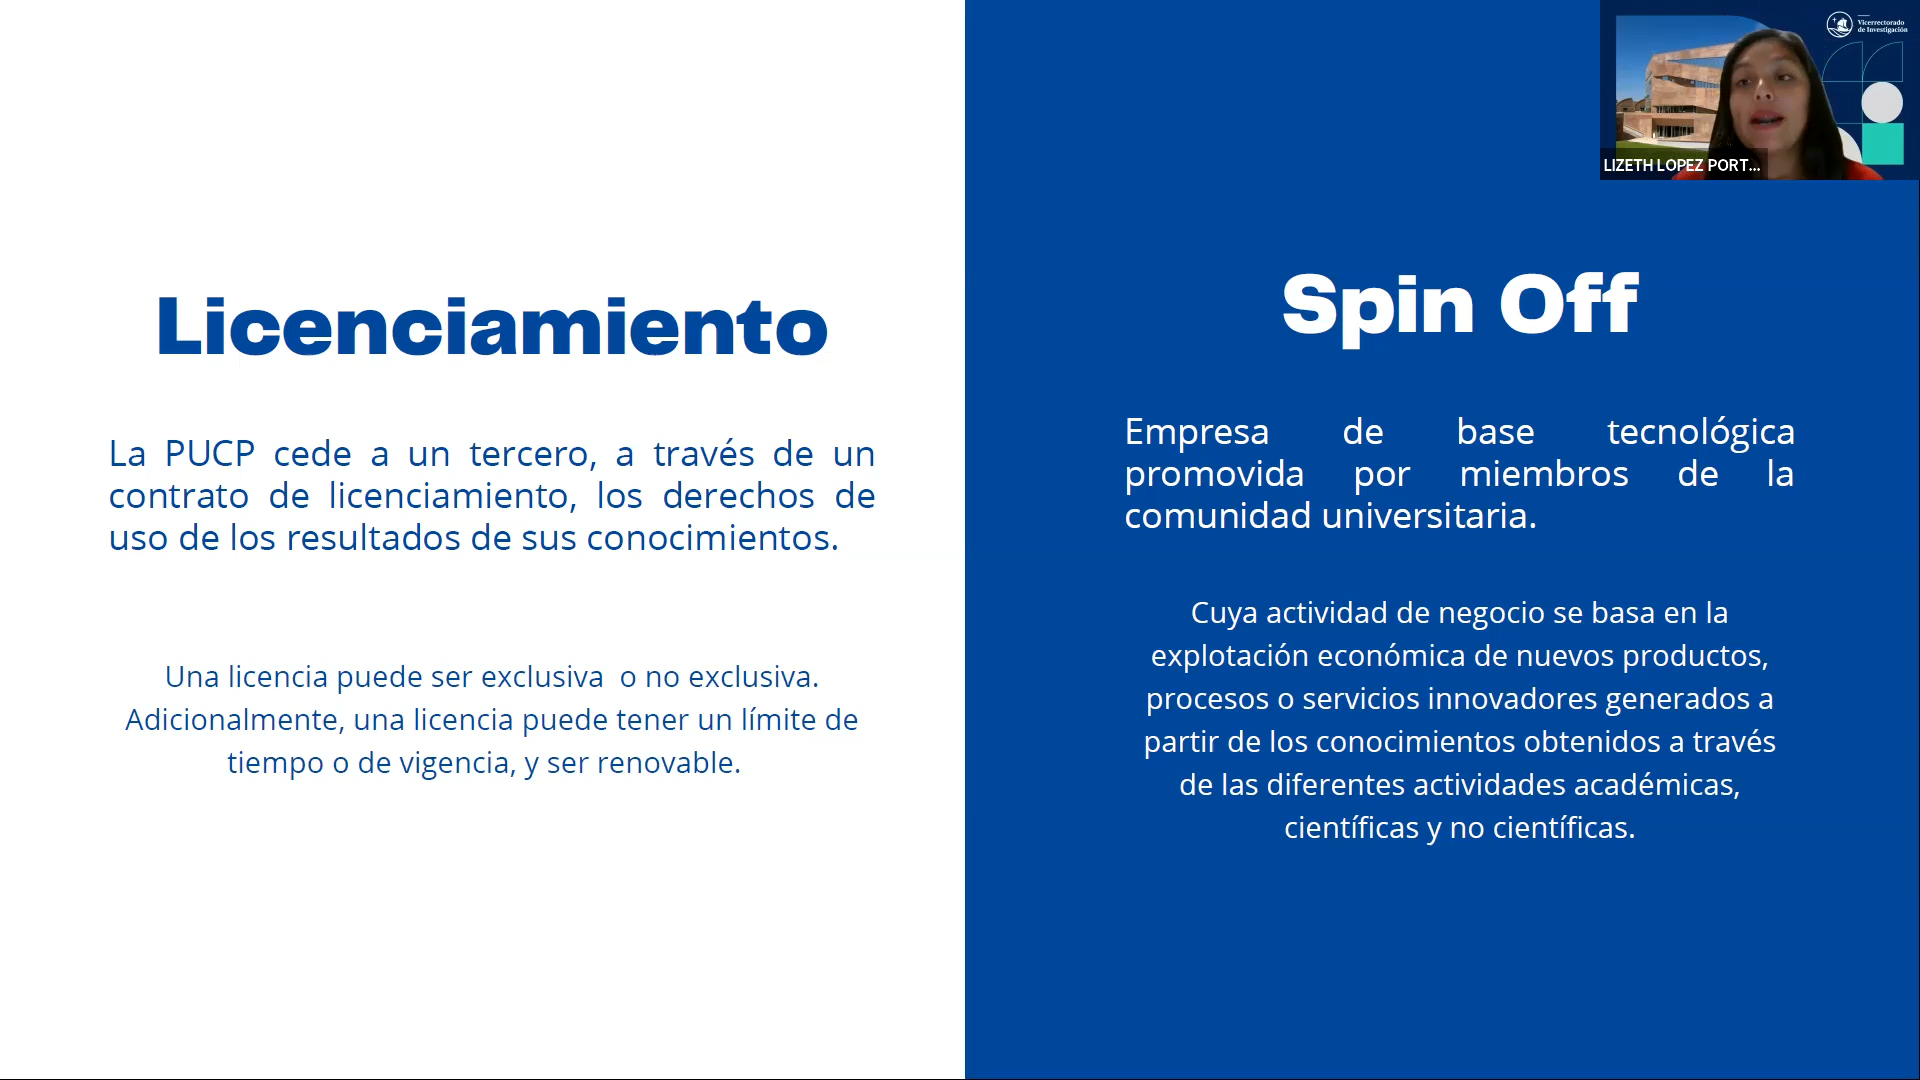 Vicerrectorado
de Investigación
LIZETH LOPEZ PORT...
Licenciamiento
La PUCP cede a un tercero, a través de un
contrato de licenciamiento, los derechos de
uso de los resultados de sus conocimientos.
Una licencia puede ser exclusiva  o no exclusiva.
Adicionalmente, una licencia puede tener un límite de
tiempo o de vigencia, y ser renovable.
Spin Off
Empresa de base tecnológica
promovida por miembros de la
comunidad universitaria.
Cuya actividad de negocio se basa en la
explotación económica de nuevos productos,
procesos o servicios innovadores generados a
partir de los conocimientos obtenidos a través
de las diferentes actividades académicas,
científicas y no científicas.